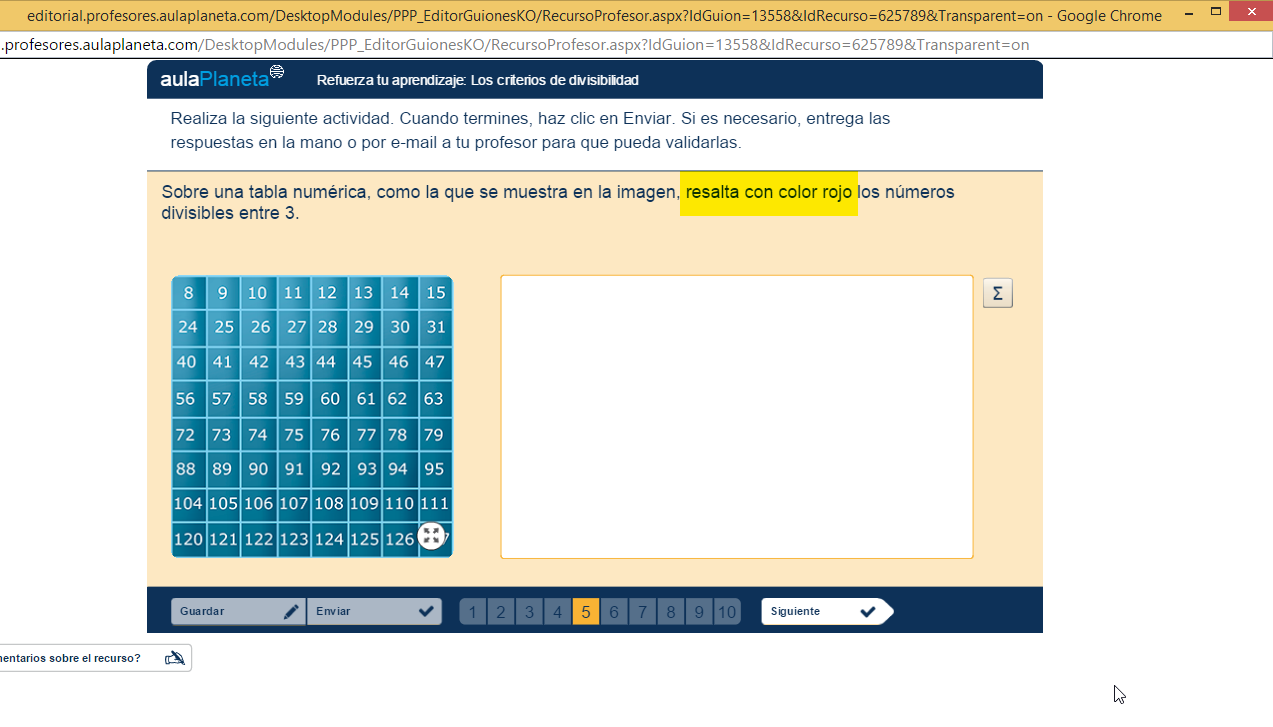 editorial.profesores.aulaplaneta.com/DesktopModules/PPP_EditorGuionesKO/RecursoProfesor.aspx?IdGuion=13558&IdRecurso=625789&Transparent=on - Google Chrome
.profesores.aulaplaneta.com/DesktopModules/PPP_EditorGuionesKO/RecursoProfesor.aspx?IdGuion=13558&IdRecurso=625789&Transparent=on
aulaPlaneta Refuerza tu aprendizaje: Los criterios de divisibilidad
Realiza la siguiente actividad. Cuando termines, haz clic en Enviar. Si es necesario, entrega las
respuestas en la mano o por e-mail a tu profesor para que pueda validarlas.
Sobre una tabla numérica, como la que se muestra en la imagen, resalta con color rojo los números
divisibles entre 3.
8 9 10 11 12 13 14 15
24 25 26 27 28 29 30 31
40 41 42 43 44 45 46 47
56 57 58 59 60 61 62 63
72 73 74 75 76 77 78 79
88 89 90 91 92 93 94 95
104 105 106 107 108 109 110 111
120 121 122 123 124 125 126
Σ
Guardar Enviar 1 2 3 4 5 6 7 8 9 10 Siguiente
mentarios sobre el recurso?